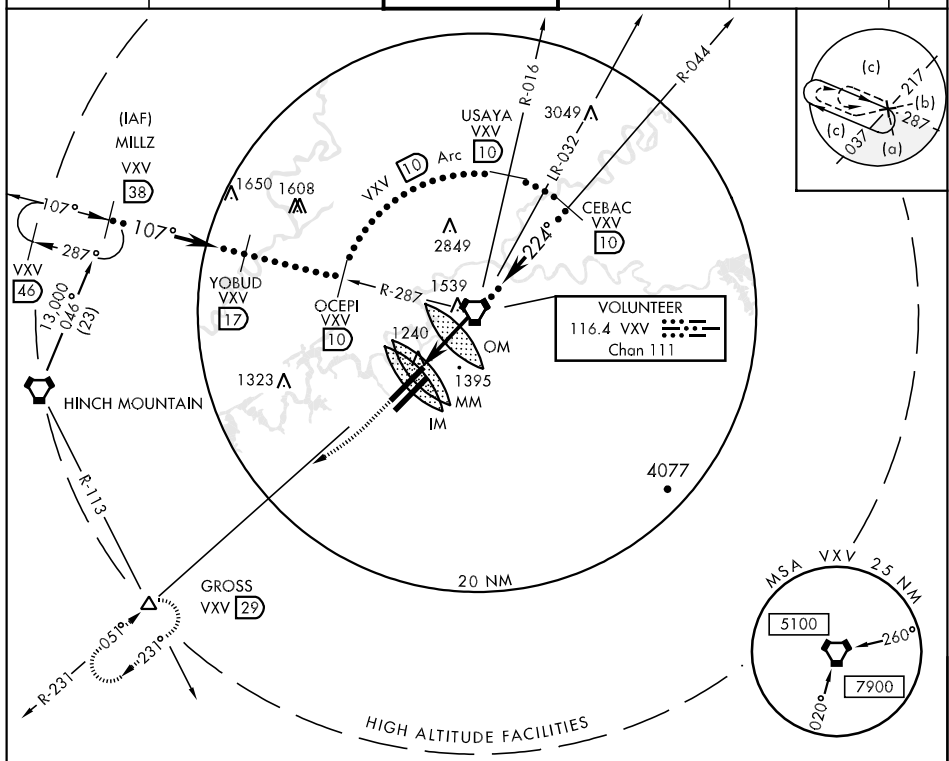 (IAF)
MILLZ
VXV
38
107°
107°
287°
VXV
46
13,000
046°
(23)
HINCH MOUNTAIN
R-113
1650
1608
YOBUD
VXV
17
OCEPI
VXV
10
R-287
VXV 10 Arc
USAYA
VXV
10
3049
R-016
LR-032
R-044
CEBAC
VXV
10
224°
2849
1539
1240
1323
OM
1395
MM
IM
VOLUNTEER
116.4 VXV
Chan 111
4077
20 NM
GROSS
VXV 29
051°
231°
R-231
HIGH ALTITUDE FACILITIES
(c)
217
(b)
287
(c)
037
(a)
MSA VXV 25 NM
5100
260°
7900
020°